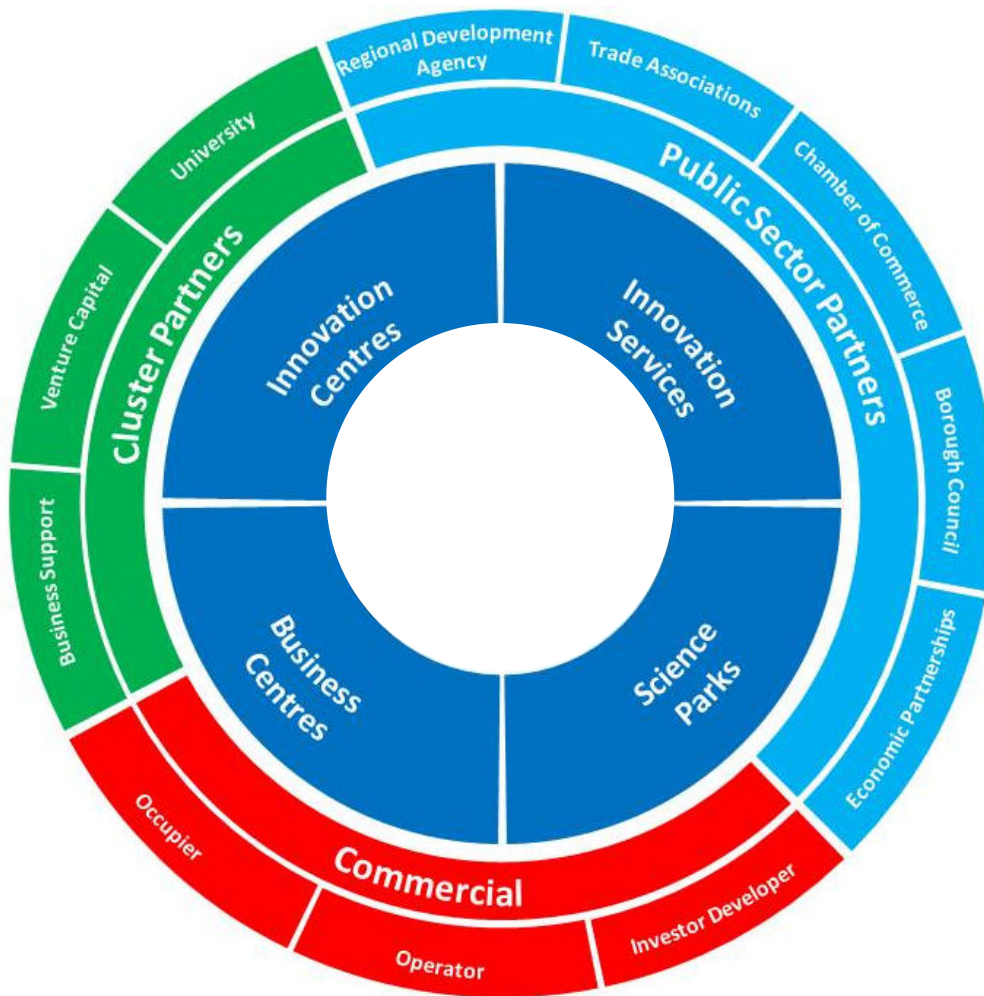 Regional Development
Agency
Trade Associations
Chamber of Commerce
Borough Council
Economic Partnerships
Investor Developer
Operator
Occupier
Business Support
Venture Capital
University
Public Sector Partners
Commercial
Cluster Partners
Innovation
Centres
Innovation
Services
Science
Parks
Business
Centres